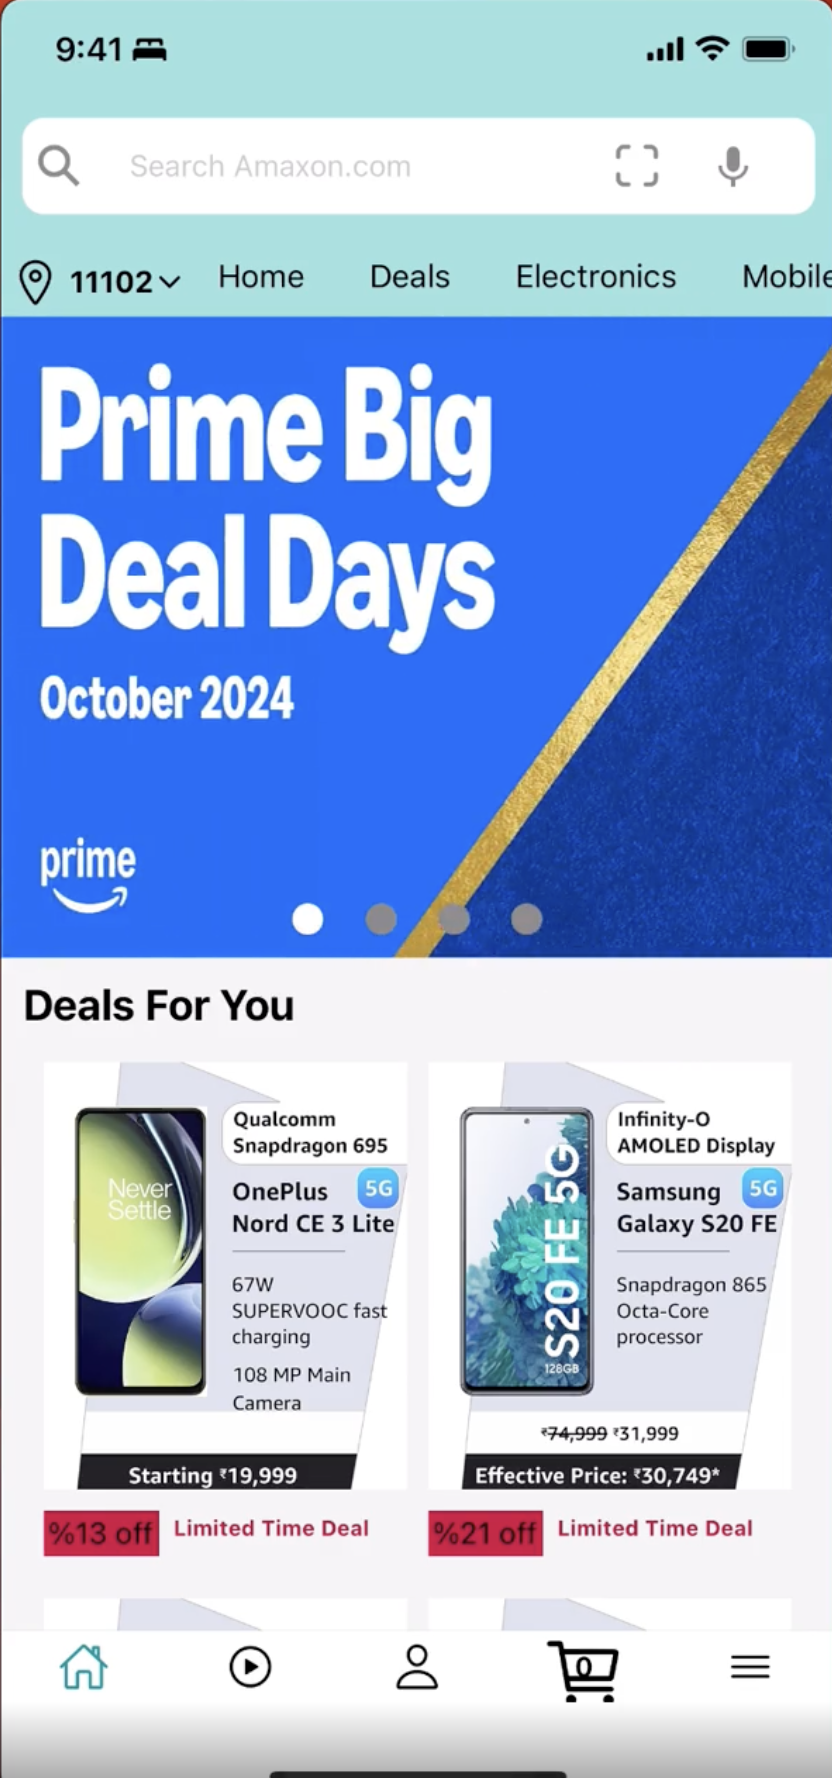 9:41
Search Amaxon.com
11102 Home Deals Electronics Mobile
Prime Big
Deal Days
October 2024
prime
Deals For You
Qualcomm
Snapdragon 695
Never
Settle
OnePlus 5G
Nord CE 3 Lite
67W
SUPERVOOC fast
charging
108 MP Main
Camera
Starting ₹19,999
Infinity-O
AMOLED Display
S20 FE 5G
128GB
Samsung 5G
Galaxy S20 FE
Snapdragon 865
Octa-Core
processor
₹74,999 ₹31,999
Effective Price: ₹30,749*
%13 off Limited Time Deal
%21 off Limited Time Deal
0